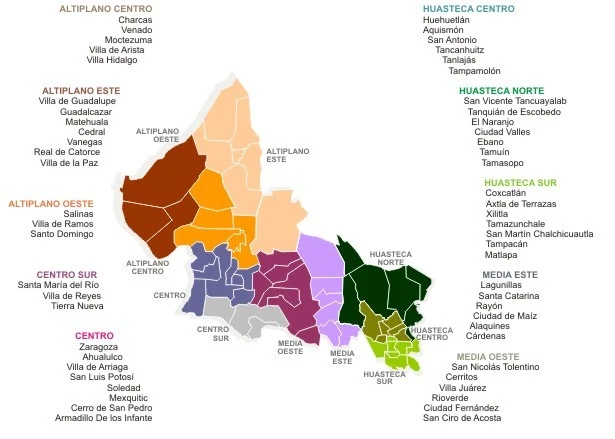 ALTIPLANO CENTRO
Charcas
Venado
Moctezuma
Villa de Arista
Villa Hidalgo
ALTIPLANO ESTE
Villa de Guadalupe
Guadalcazar
Matehuala
Cedral
Vanegas
Real de Catorce
Villa de la Paz
ALTIPLANO OESTE
Salinas
Villa de Ramos
Santo Domingo
CENTRO SUR
Santa María del Río
Villa de Reyes
Tierra Nueva
CENTRO
Zaragoza
Ahualulco
Villa de Arriaga
San Luis Potosí
Soledad
Mexquitic
Cerro de San Pedro
Armadillo De los Infante
ALTIPLANO
OESTE
ALTIPLANO
ESTE
ALTIPLANO
CENTRO
CENTRO
CENTRO
SUR
MEDIA
OESTE
MEDIA
ESTE
HUASTECA
NORTE
HUASTECA
CENTRO
HUASTECA
SUR
HUASTECA CENTRO
Huehuetlán
Aquismón
San Antonio
Tancanhuitz
Tanlajás
Tampamolón
HUASTECA NORTE
San Vicente Tancuayalab
Tanquián de Escobedo
El Naranjo
Ciudad Valles
Ebano
Tamuín
Tamasopo
HUASTECA SUR
Coxcatlán
Axtla de Terrazas
Xilitla
Tamazunchale
San Martín Chalchicuautla
Tampacán
Matlapa
MEDIA ESTE
Lagunillas
Santa Catarina
Rayón
Ciudad de Maíz
Alaquines
Cárdenas
MEDIA OESTE
San Nicolás Tolentino
Cerritos
Villa Juárez
Rioverde
Ciudad Fernández
San Ciro de Acosta